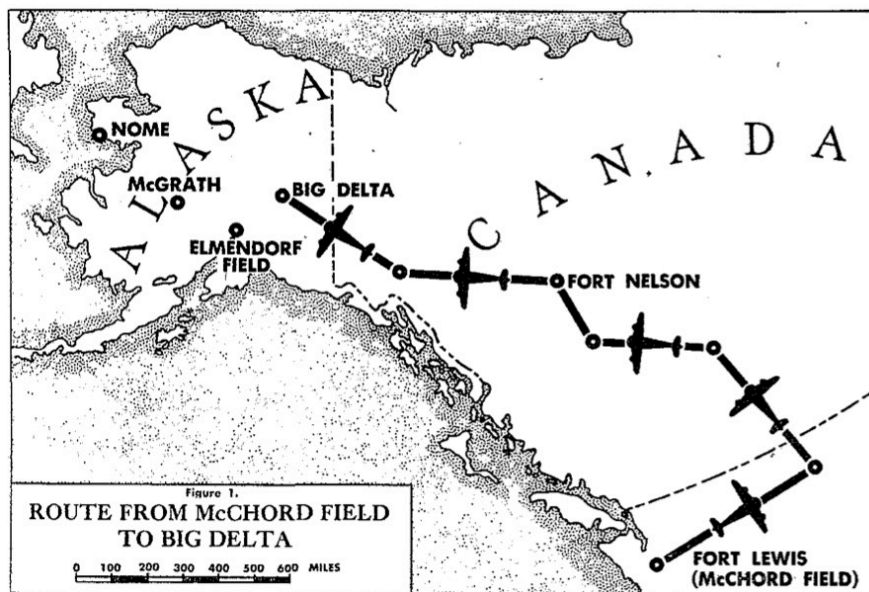 ALASKA
CANADA
NOME
McGRATH
BIG DELTA
ELMENDORF
FIELD
FORT NELSON
Figure 1.
ROUTE FROM McCHORD FIELD
TO BIG DELTA
0 100 200 300 400 500 600 MILES
FORT LEWIS
(McCHORD FIELD)